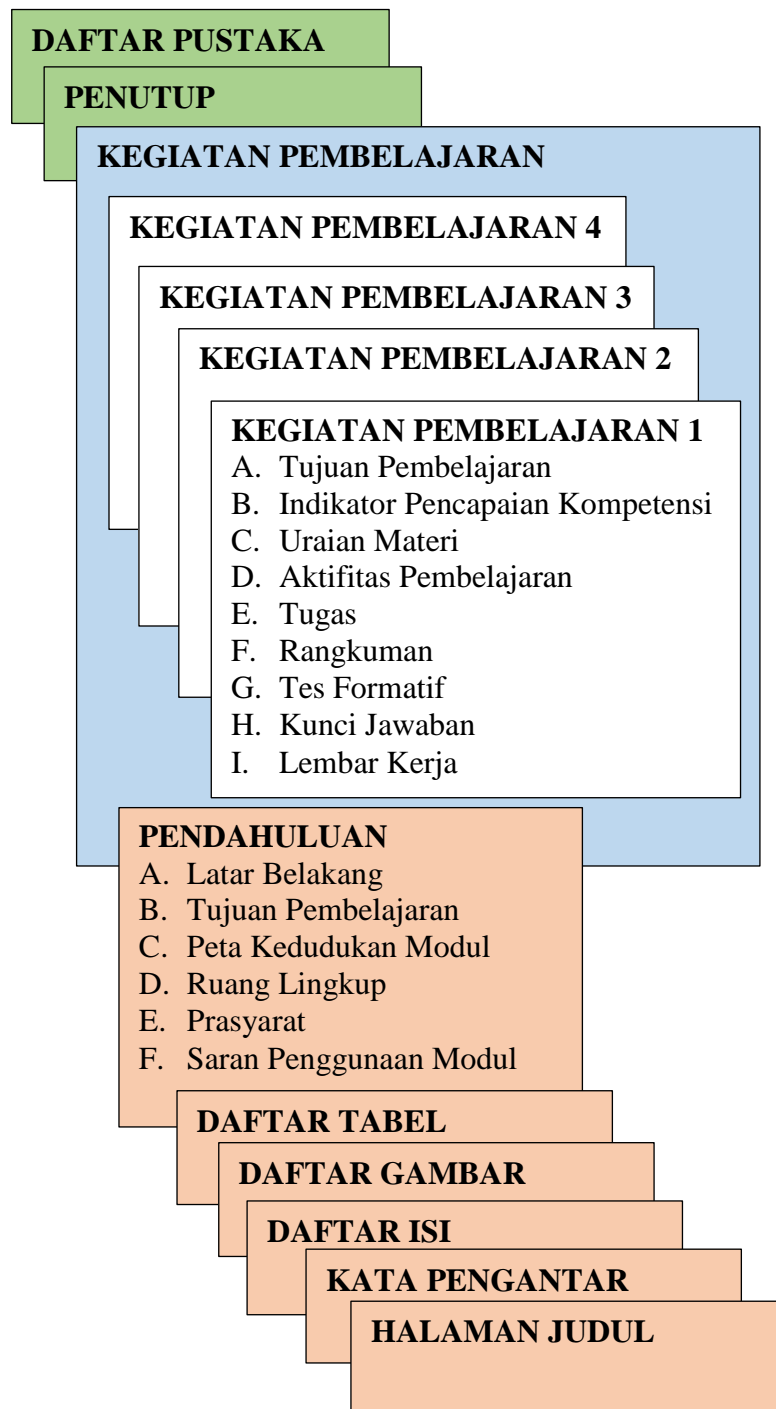 DAFTAR PUSTAKA
PENUTUP
KEGIATAN PEMBELAJARAN
KEGIATAN PEMBELAJARAN 4
KEGIATAN PEMBELAJARAN 3
KEGIATAN PEMBELAJARAN 2
KEGIATAN PEMBELAJARAN 1
A. Tujuan Pembelajaran
B. Indikator Pencapaian Kompetensi
C. Uraian Materi
D. Aktifitas Pembelajaran
E. Tugas
F. Rangkuman
G. Tes Formatif
H. Kunci Jawaban
I. Lembar Kerja
PENDAHULUAN
A. Latar Belakang
B. Tujuan Pembelajaran
C. Peta Kedudukan Modul
D. Ruang Lingkup
E. Prasyarat
F. Saran Penggunaan Modul
DAFTAR TABEL
DAFTAR GAMBAR
DAFTAR ISI
KATA PENGANTAR
HALAMAN JUDUL